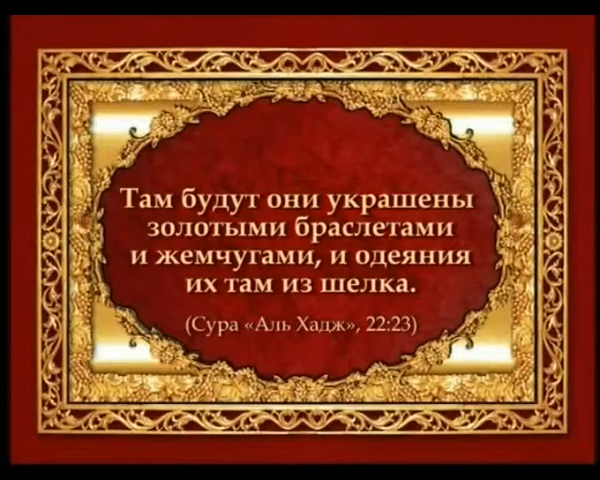 Там будут они украшены
золотыми браслетами
и жемчугами, и одеяния
их там из шелка.
(Сура «Аль Хадж», 22:23)